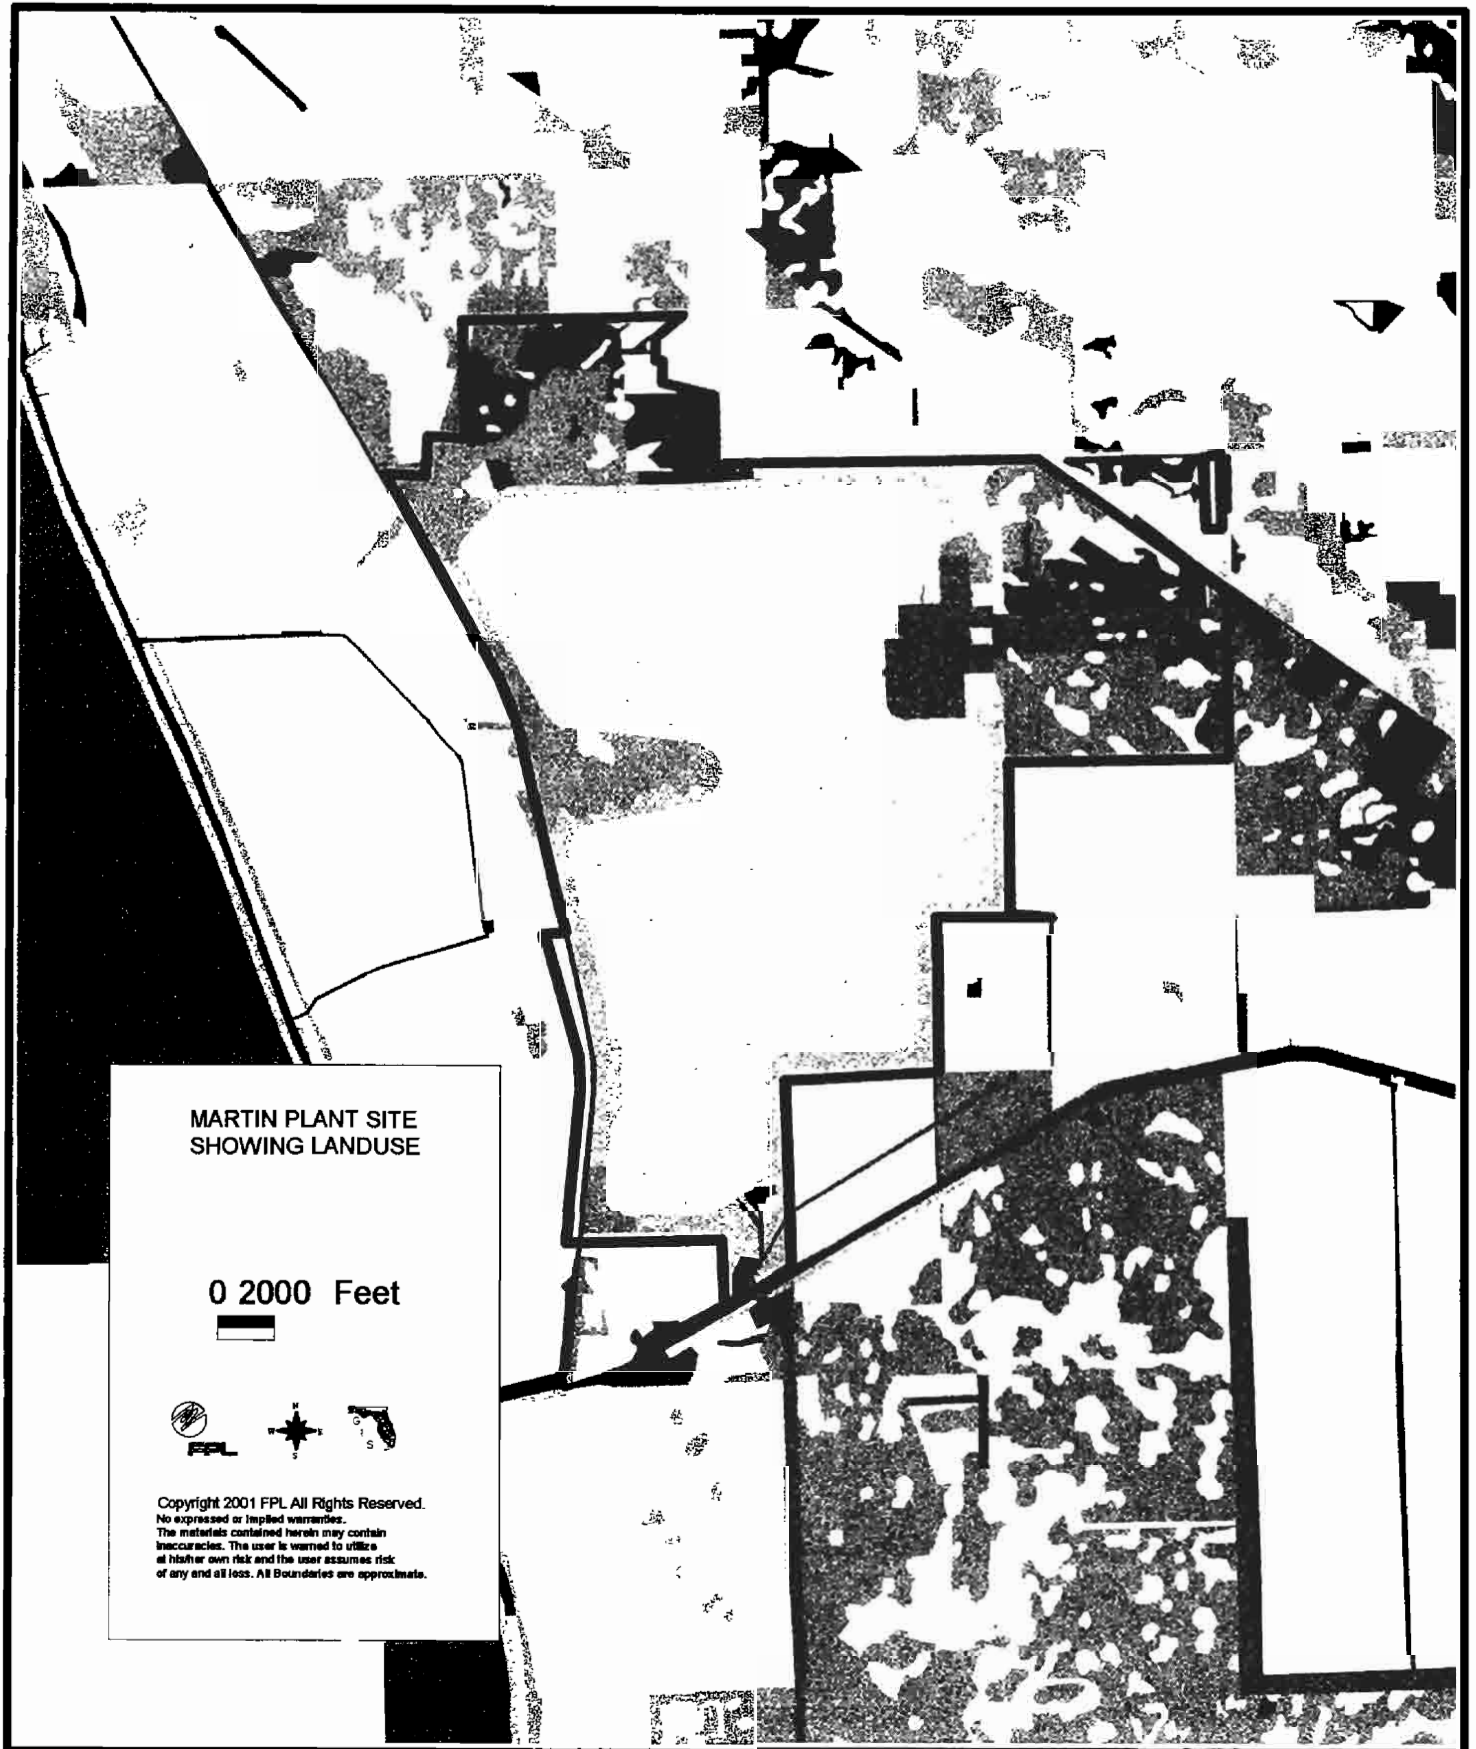 MARTIN PLANT SITE
SHOWING LANDUSE
0 2000 Feet
FPL
N
W E
S
G
I
S
Copyright 2001 FPL All Rights Reserved.
No expressed or implied warranties.
The materials contained herein may contain
inaccuracies. The user is warned to utilize
at his/her own risk and the user assumes risk
of any and all loss. All Boundaries are approximate.